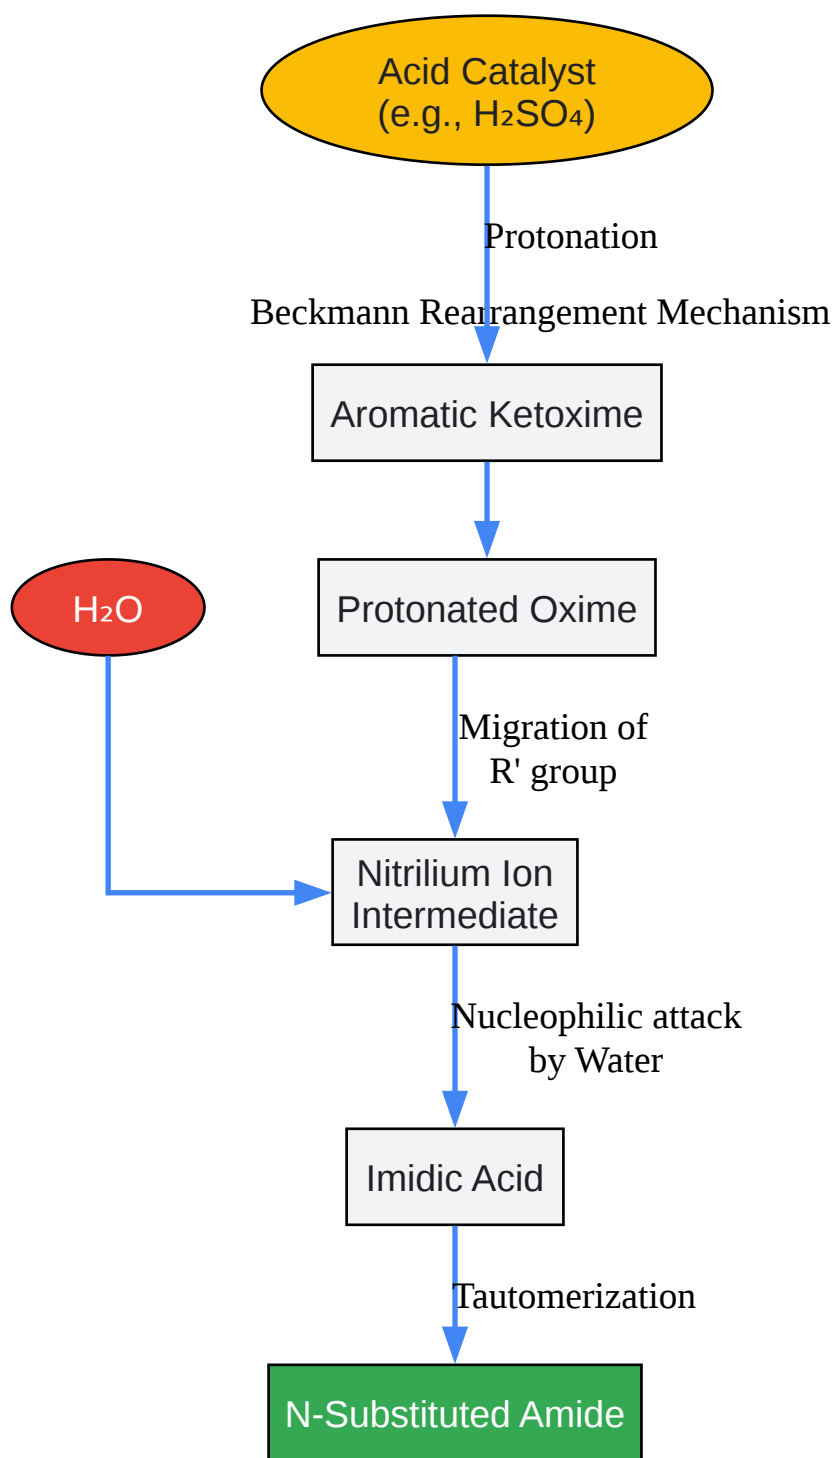 Acid Catalyst
(e.g., H₂SO₄)
Protonation
Beckmann Rearrangement Mechanism
Aromatic Ketoxime
H₂O
Protonated Oxime
Migration of
R' group
Nitrilium Ion
Intermediate
Nucleophilic attack
by Water
Imidic Acid
Tautomerization
N-Substituted Amide